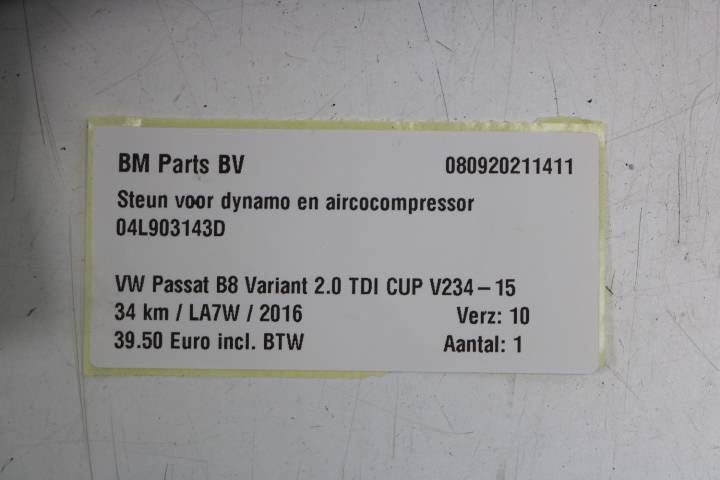 BM Parts BV 080920211411
Steun voor dynamo en aircocompressor
04L903143D
VW Passat B8 Variant 2.0 TDI CUP V234-15
34 km / LA7W / 2016 Verz: 10
39.50 Euro incl. BTW Aantal: 1